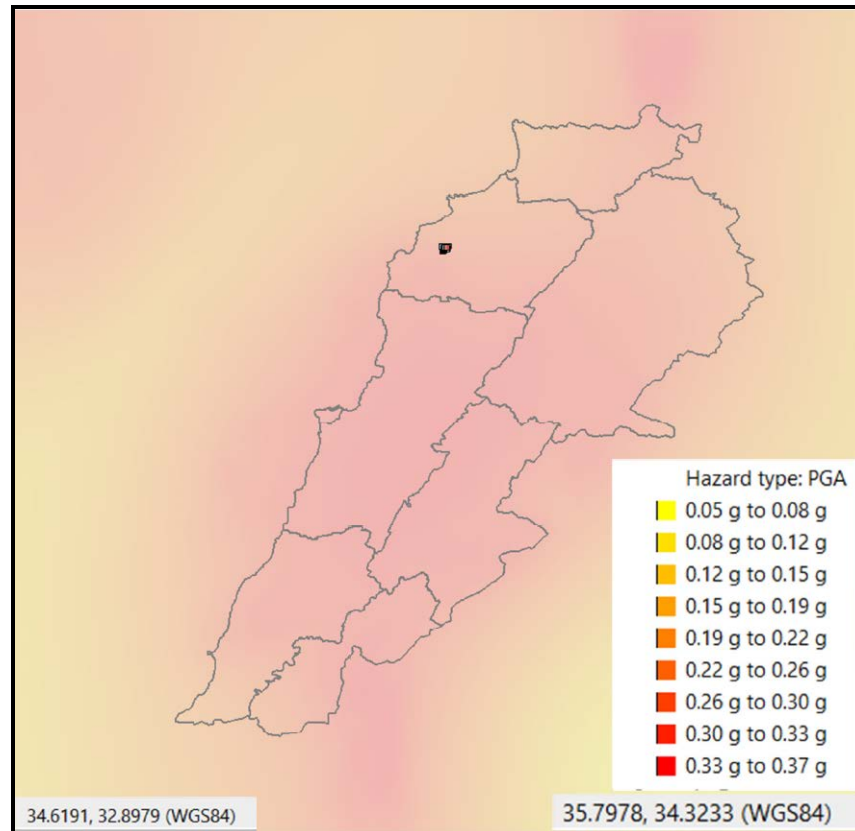 Hazard type: PGA
0.05 g to 0.08 g
0.08 g to 0.12 g
0.12 g to 0.15 g
0.15 g to 0.19 g
0.19 g to 0.22 g
0.22 g to 0.26 g
0.26 g to 0.30 g
0.30 g to 0.33 g
0.33 g to 0.37 g
34.6191, 32.8979 (WGS84)
35.7978, 34.3233 (WGS84)